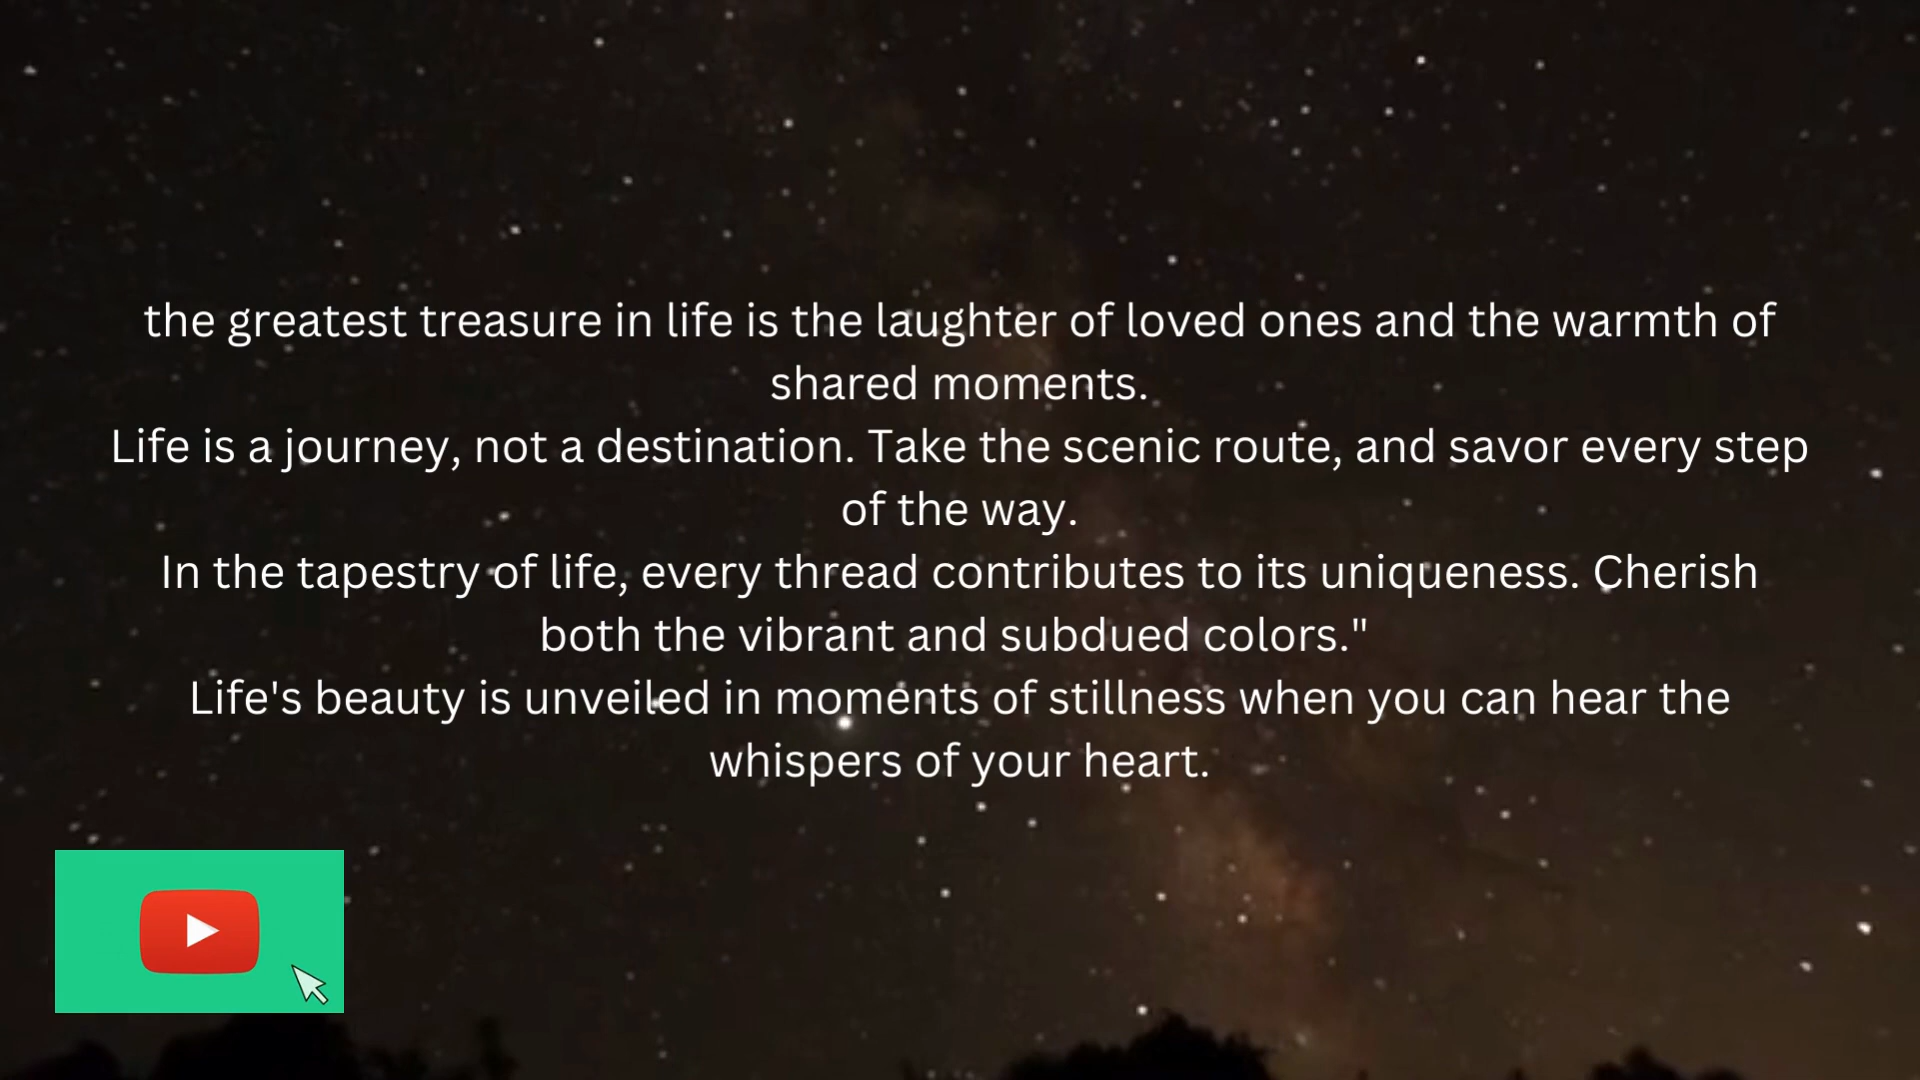 the greatest treasure in life is the laughter of loved ones and the warmth of
shared moments.
Life is a journey, not a destination. Take the scenic route, and savor every step
of the way.
In the tapestry of life, every thread contributes to its uniqueness. Cherish
both the vibrant and subdued colors."
Life's beauty is unveiled in moments of stillness when you can hear the
whispers of your heart.